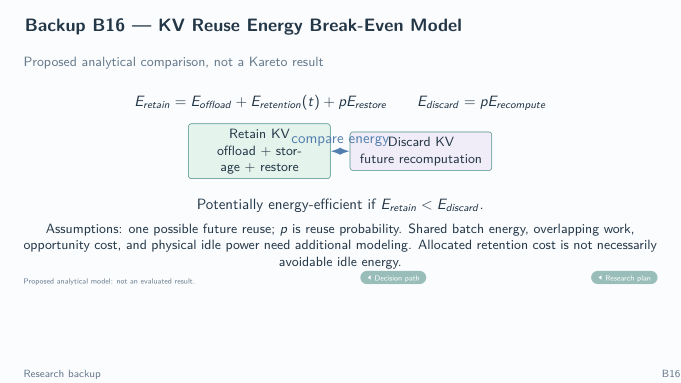 Backup B16 — KV Reuse Energy Break-Even Model
Proposed analytical comparison, not a Kareto result
E_retain = E_offload + E_retention(t) + pE_restore    E_discard = pE_recompute
Retain KV
offload + stor-
age + restore
compare energy
Discard KV
future recomputation
Potentially energy-efficient if E_retain < E_discard.
Assumptions: one possible future reuse; p is reuse probability. Shared batch energy, overlapping work,
opportunity cost, and physical idle power need additional modeling. Allocated retention cost is not necessarily
avoidable idle energy.
Proposed analytical model: not an evaluated result.
Decision path
Research plan
Research backup
B16